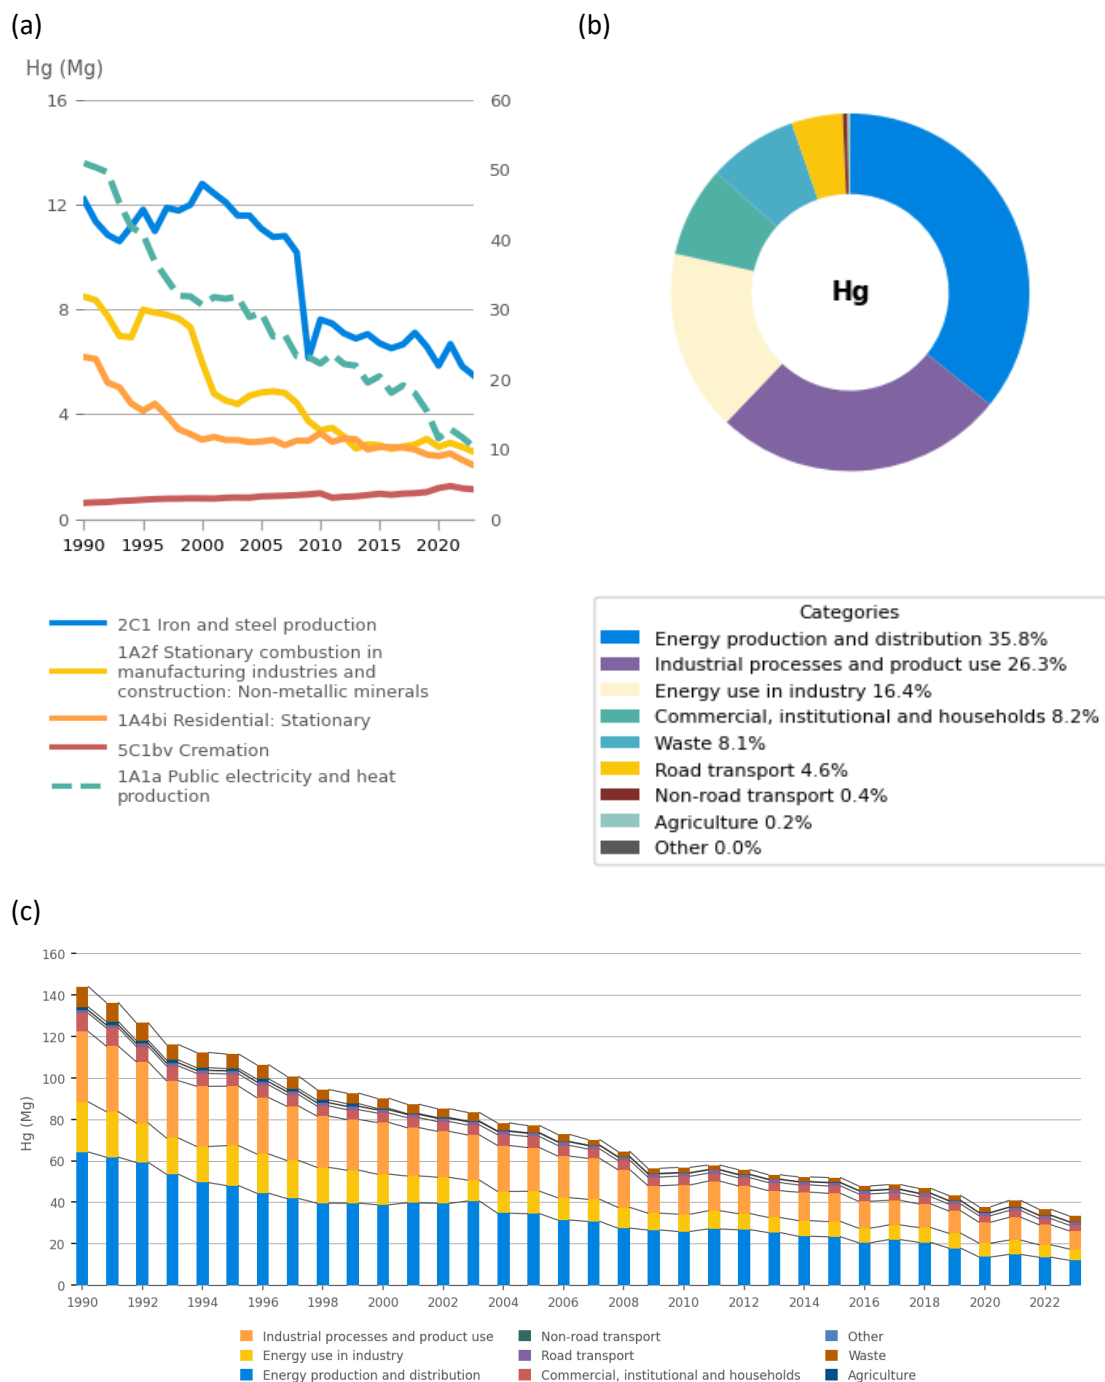 (a)
(b)
Hg (Mg)
16
60
50
12
40
8
30
20
4
10
0
0
1990
1995
2000
2005
2010
2015
2020
2C1 Iron and steel production
1A2f Stationary combustion in
manufacturing industries and
construction: Non-metallic minerals
1A4bi Residential: Stationary
5C1bv Cremation
1A1a Public electricity and heat
production
Hg
Categories
Energy production and distribution 35.8%
Industrial processes and product use 26.3%
Energy use in industry 16.4%
Commercial, institutional and households 8.2%
Waste 8.1%
Road transport 4.6%
Non-road transport 0.4%
Agriculture 0.2%
Other 0.0%
(c)
Hg (Mg)
160
140
120
100
80
60
40
20
0
1990
1992
1994
1996
1998
2000
2002
2004
2006
2008
2010
2012
2014
2016
2018
2020
2022
Industrial processes and product use
Energy use in industry
Energy production and distribution
Non-road transport
Road transport
Commercial, institutional and households
Other
Waste
Agriculture